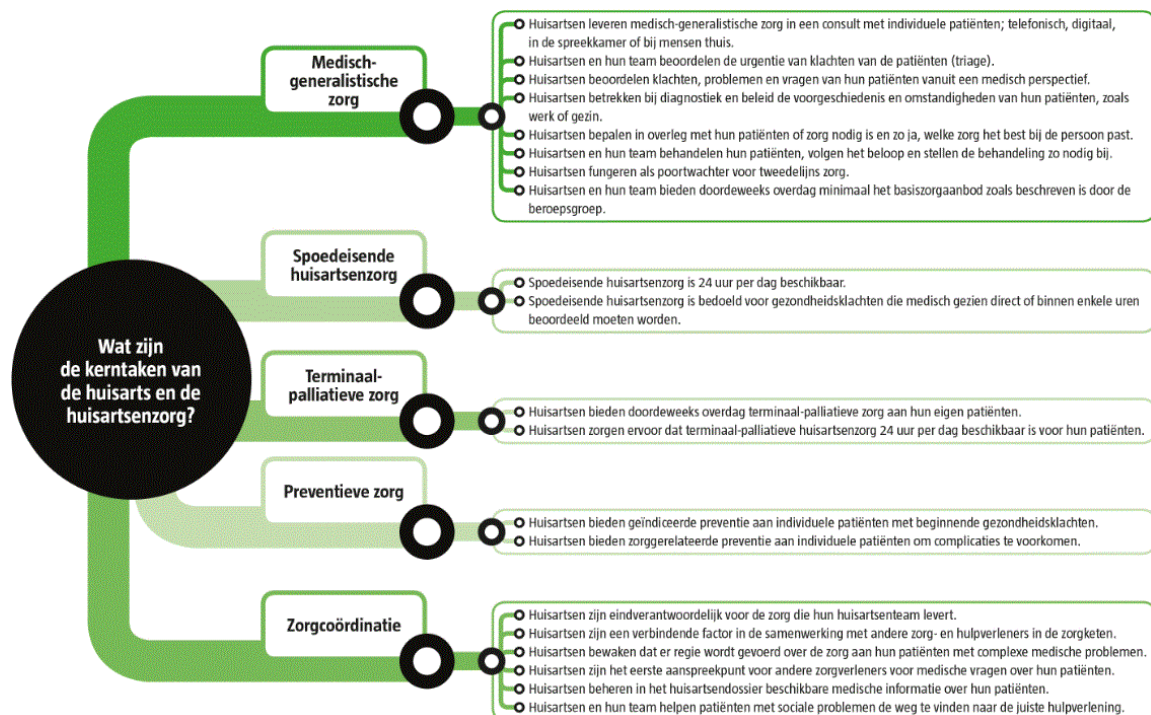 Wat zijn
de kerntaken van
de huisarts en de
huisartsenzorg?
Medisch-
generalistische
zorg
Huisartsen leveren medisch-generalistische zorg in een consult met individuele patiënten; telefonisch, digitaal,
in de spreekkamer of bij mensen thuis.
Huisartsen en hun team beoordelen de urgentie van klachten van de patiënten (triage).
Huisartsen beoordelen klachten, problemen en vragen van hun patiënten vanuit een medisch perspectief.
Huisartsen betrekken bij diagnostiek en beleid de voorgeschiedenis en omstandigheden van hun patiënten, zoals
werk of gezin.
Huisartsen bepalen in overleg met hun patiënten of zorg nodig is en zo ja, welke zorg het best bij de persoon past.
Huisartsen en hun team behandelen hun patiënten, volgen het beloop en stellen de behandeling zo nodig bij.
Huisartsen fungeren als poortwachter voor tweedelijns zorg.
Huisartsen en hun team bieden doordeweeks overdag minimaal het basiszorgaanbod zoals beschreven is door de
beroepsgroep.
Spoedeisende
huisartsenzorg
Spoedeisende huisartsenzorg is 24 uur per dag beschikbaar.
Spoedeisende huisartsenzorg is bedoeld voor gezondheidsklachten die medisch gezien direct of binnen enkele uren
beoordeeld moeten worden.
Terminaal-
palliatieve zorg
Huisartsen bieden doordeweeks overdag terminaal-palliatieve zorg aan hun eigen patiënten.
Huisartsen zorgen ervoor dat terminaal-palliatieve huisartsenzorg 24 uur per dag beschikbaar is voor hun patiënten.
Preventieve zorg
Huisartsen bieden geïndiceerde preventie aan individuele patiënten met beginnende gezondheidsklachten.
Huisartsen bieden zorggerelateerde preventie aan individuele patiënten om complicaties te voorkomen.
Zorgcoördinatie
Huisartsen zijn eindverantwoordelijk voor de zorg die hun huisartsenteam levert.
Huisartsen zijn een verbindende factor in de samenwerking met andere zorg- en hulpverleners in de zorgketen.
Huisartsen bewaken dat er regie wordt gevoerd over de zorg aan hun patiënten met complexe medische problemen.
Huisartsen zijn het eerste aanspreekpunt voor andere zorgverleners voor medische vragen over hun patiënten.
Huisartsen beheren in het huisartsendossier beschikbare medische informatie over hun patiënten.
Huisartsen en hun team helpen patiënten met sociale problemen de weg te vinden naar de juiste hulpverlening.